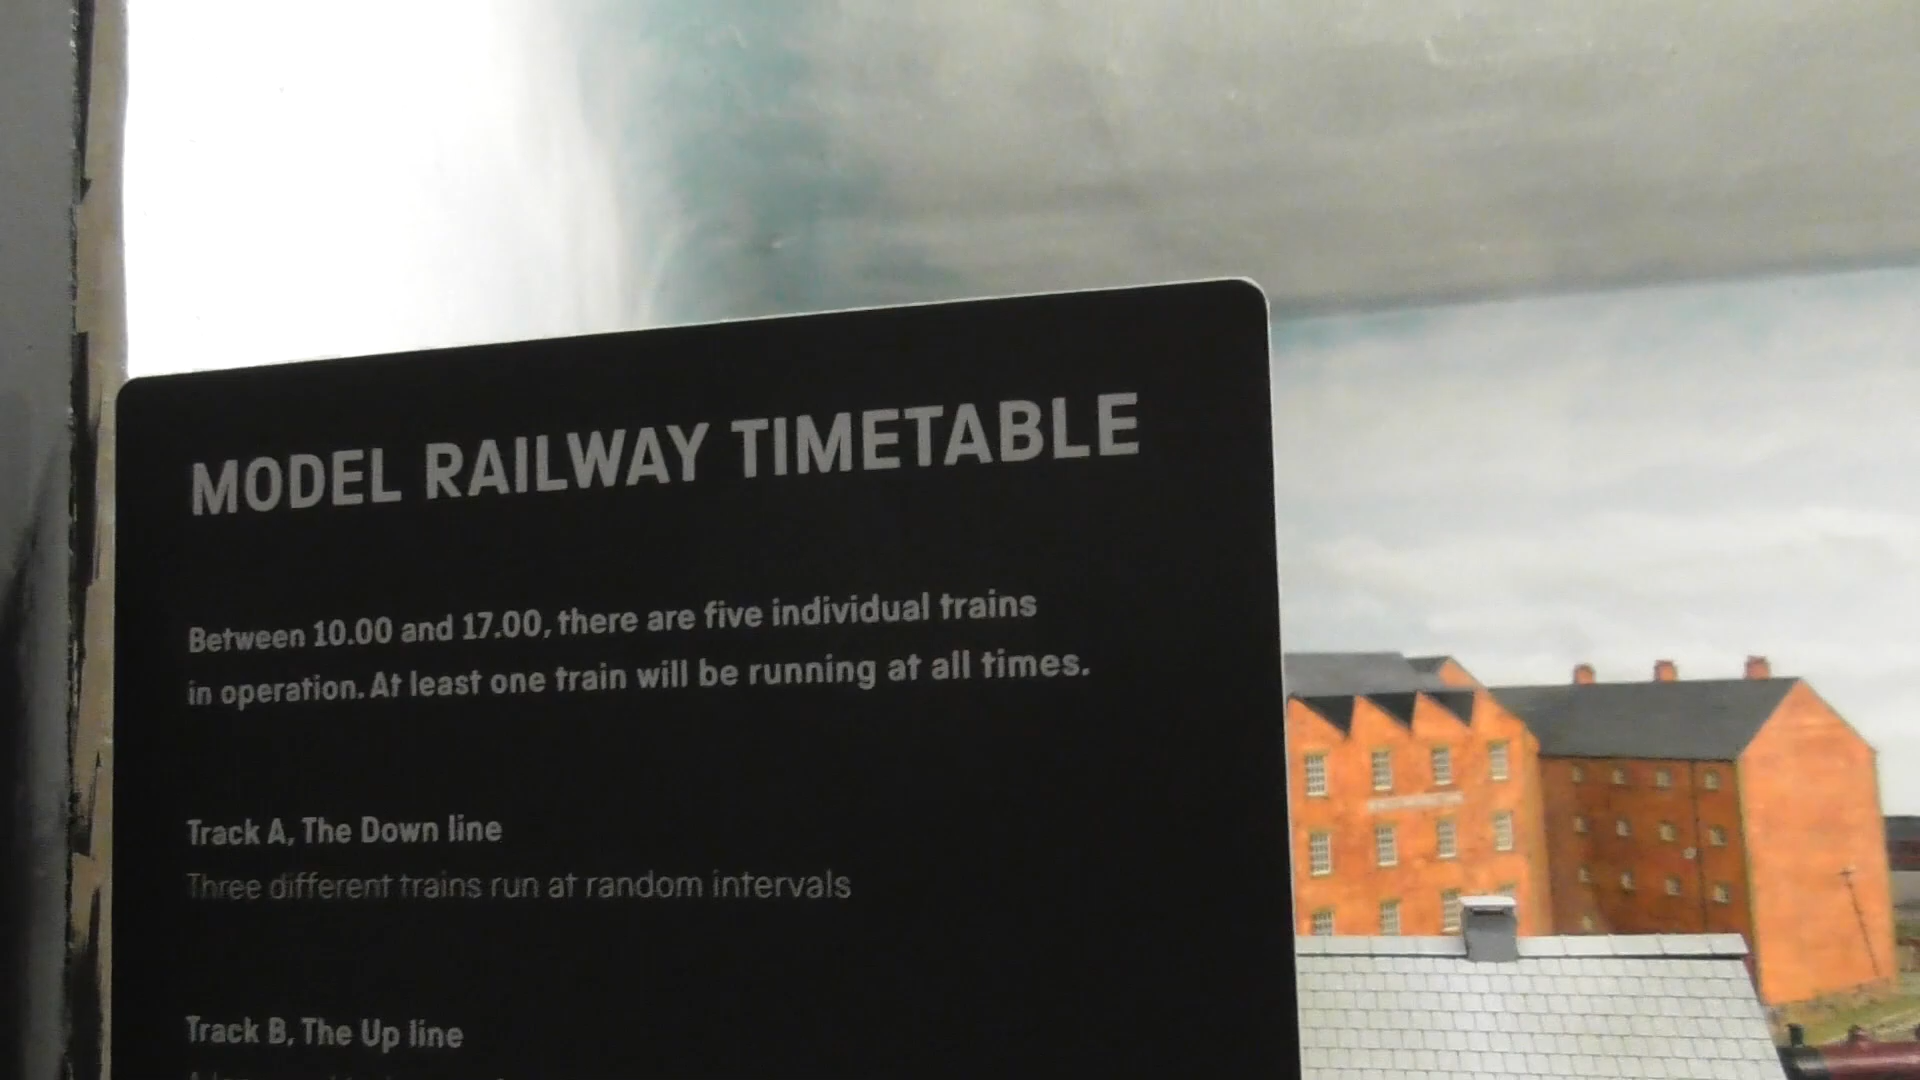 MODEL RAILWAY TIMETABLE
Between 10.00 and 17.00, there are five individual trains
in operation. At least one train will be running at all times.
Track A, The Down line
Three different trains run at random intervals
Track B, The Up line